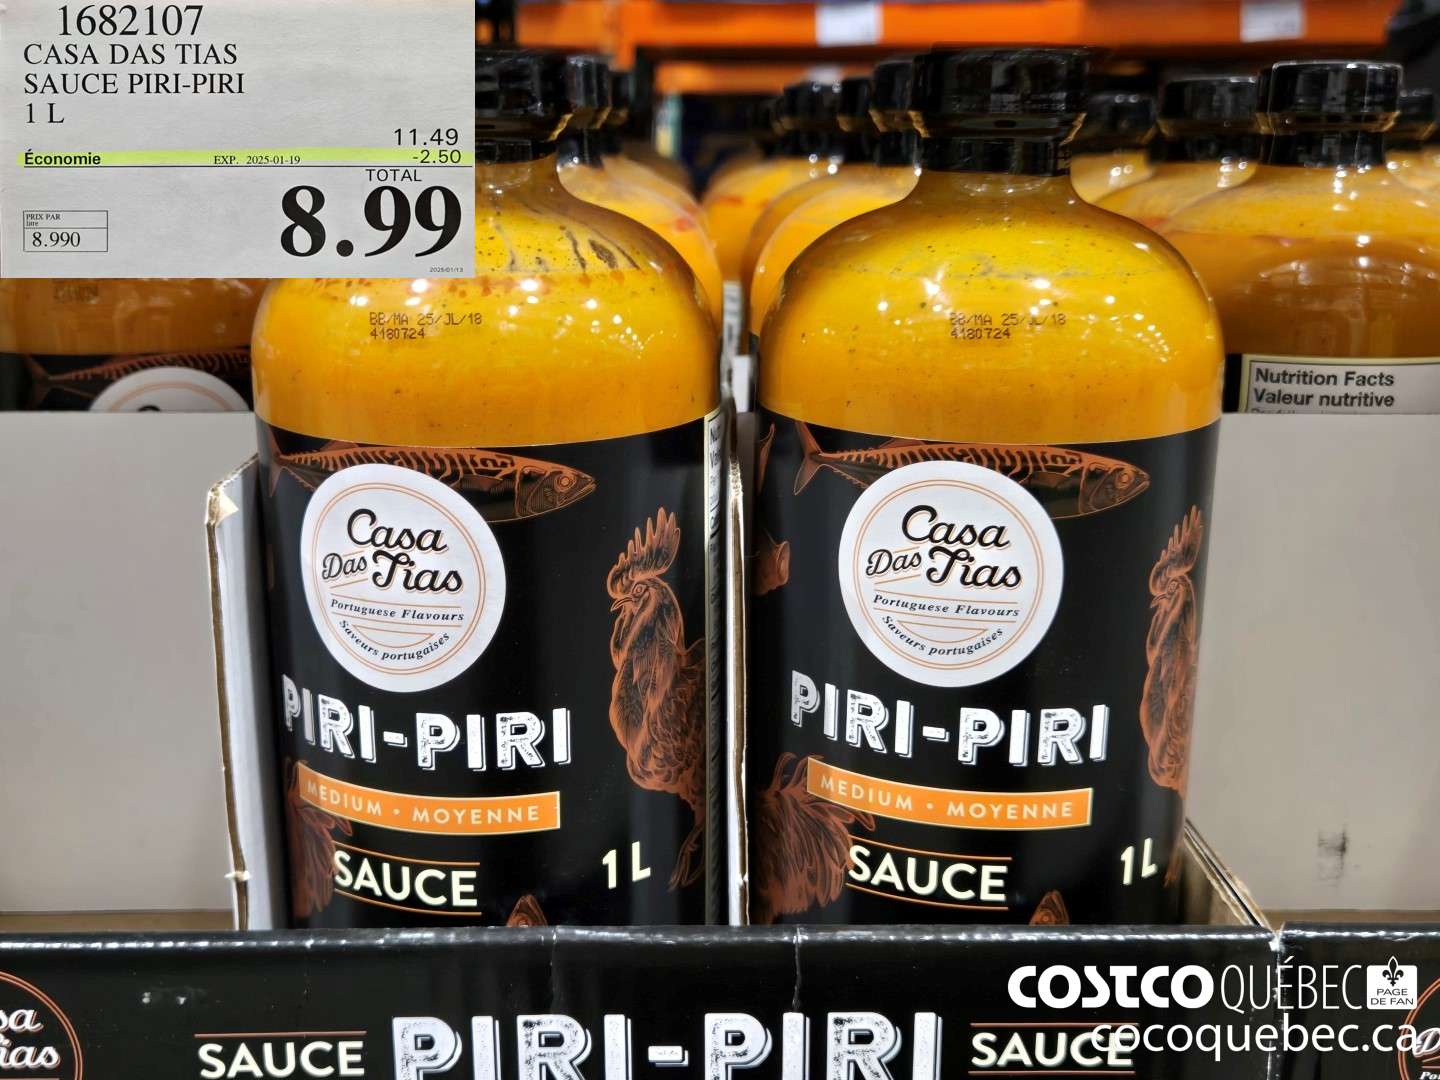 1682107
CASA DAS TIAS
SAUCE PIRI-PIRI
1 L
11.49
Économie EXP. 2025-01-19 -2.50
TOTAL
8.99
PRIX PAR
litre
8.990
2025/01/13
BB/MA 25/JL/18
4180724
BB/MA 25/JL/18
4180724
Nutrition Facts
Valeur nutritive
Casa
Das Tias
Portuguese Flavours
Saveurs portugaises
PIRI-PIRI
MEDIUM • MOYENNE
SAUCE
1 L
Casa
Das Tias
Portuguese Flavours
Saveurs portugaises
PIRI-PIRI
MEDIUM • MOYENNE
SAUCE
1 L
SAUCE PIRI-PIRI SAUCE
COSTCO QUÉBEC PAGE DE FAN
cocoquebec.ca